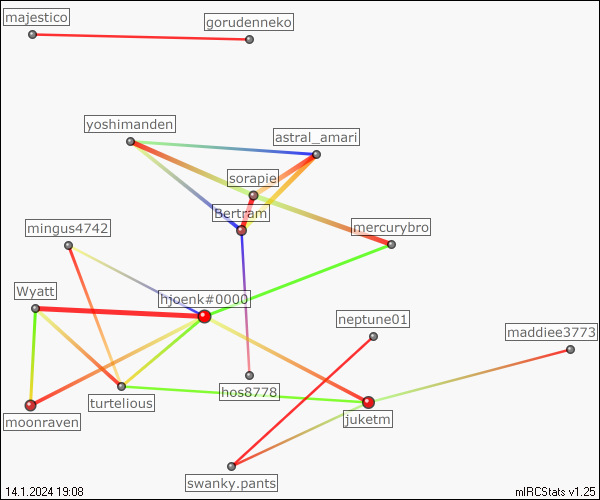 majestico
gorudenneko
yoshimanden
astral_amari
sorapie
Bertram
mercurybro
mingus4742
Wyatt
hjoenk#0000
neptune01
maddiee3773
hos8778
turtelious
moonraven
juketm
swanky.pants
14.1.2024 19:08
mIRCStats v1.25